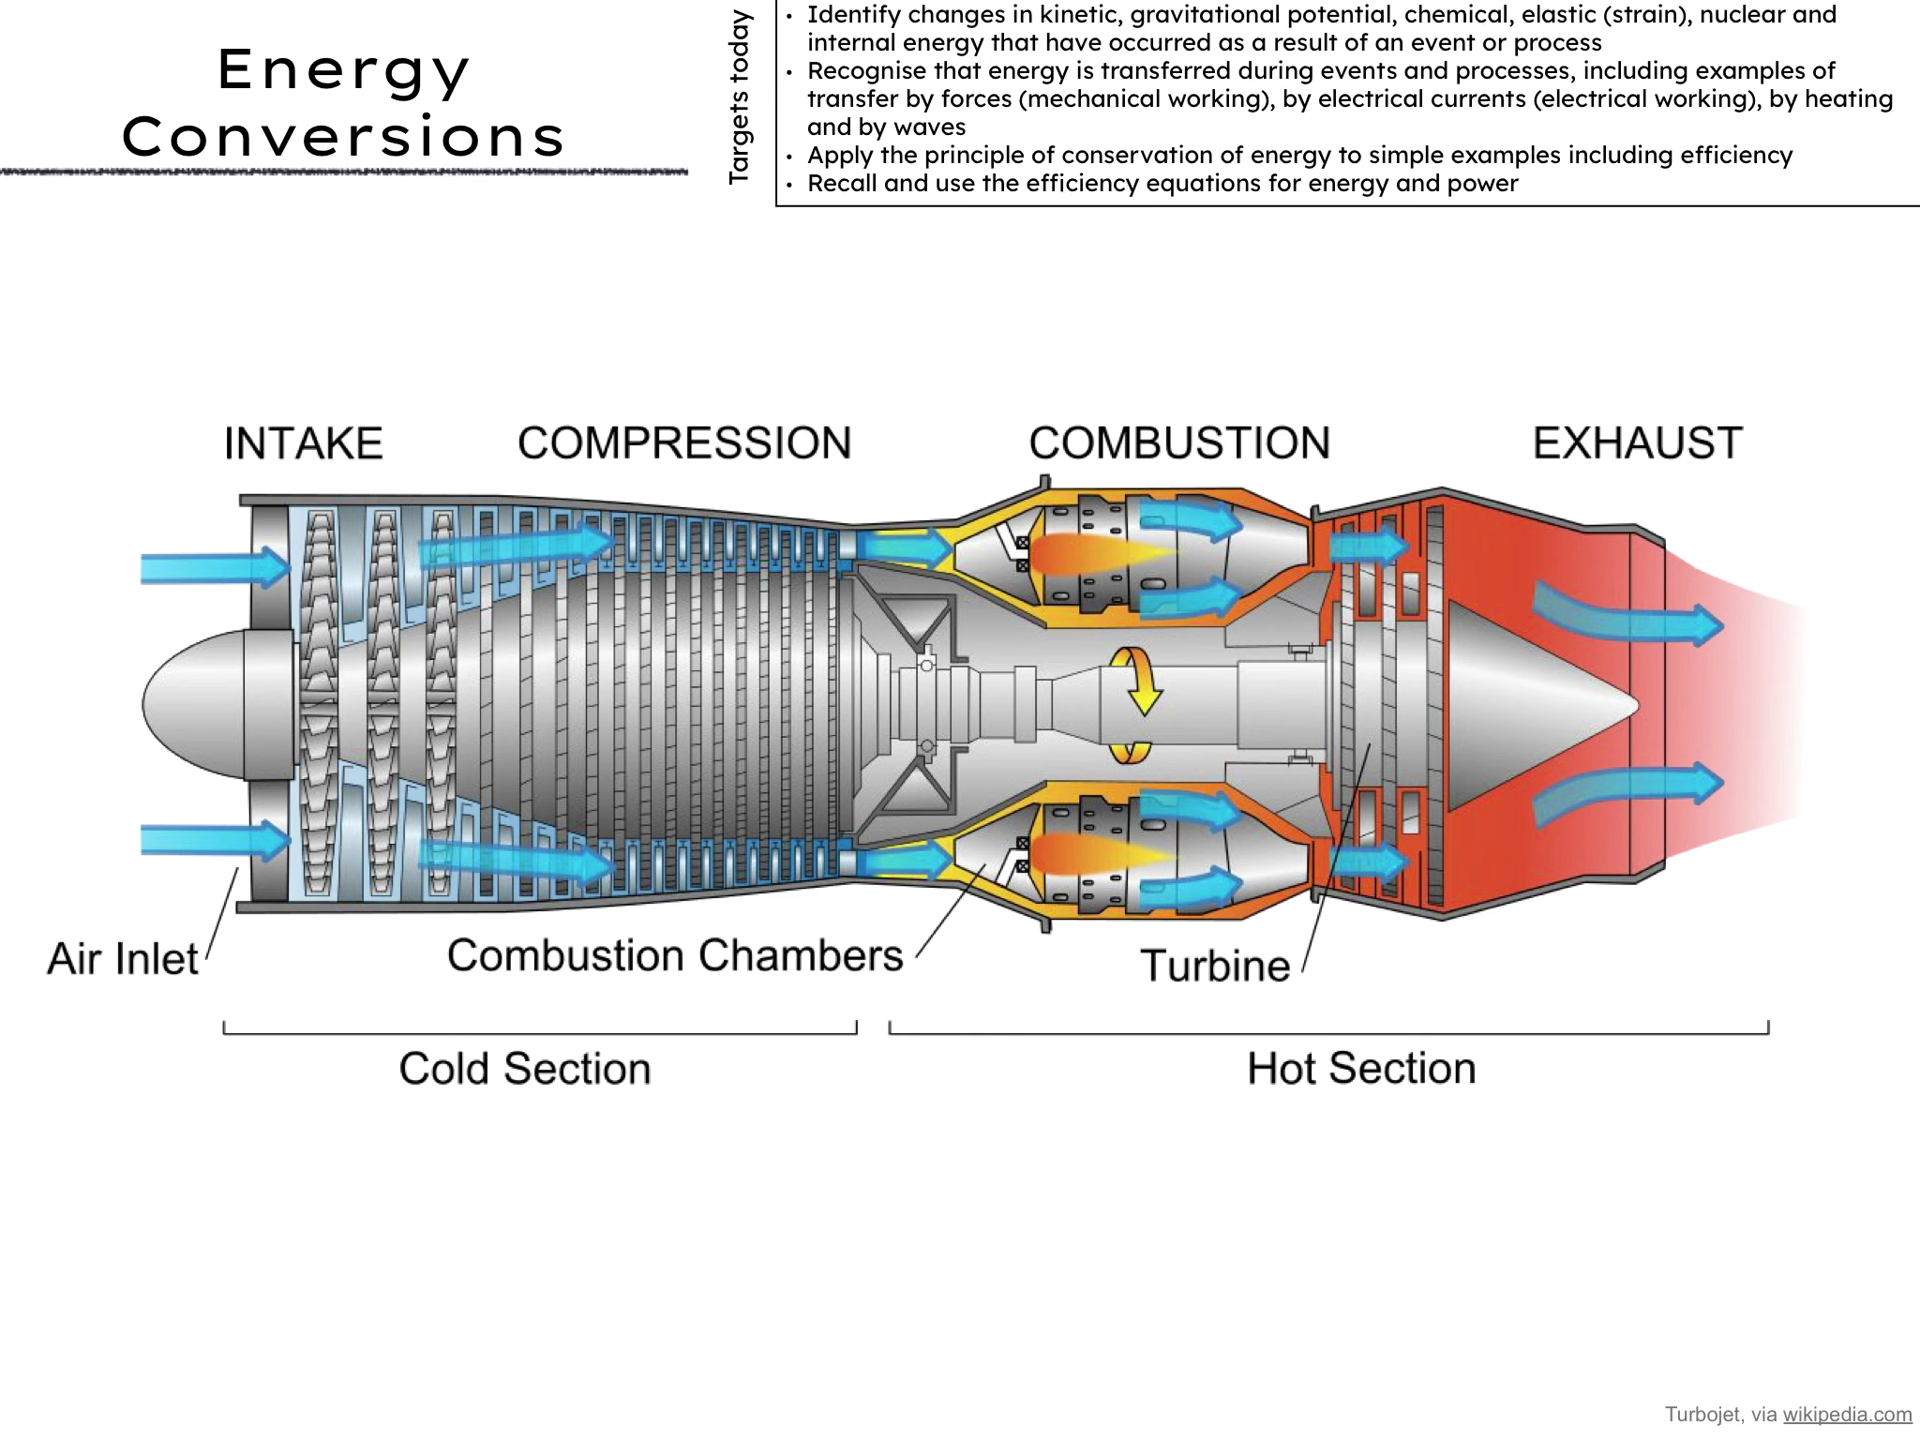 Energy
Conversions
Targets today
• Identify changes in kinetic, gravitational potential, chemical, elastic (strain), nuclear and
internal energy that have occurred as a result of an event or process
• Recognise that energy is transferred during events and processes, including examples of
transfer by forces (mechanical working), by electrical currents (electrical working), by heating
and by waves
• Apply the principle of conservation of energy to simple examples including efficiency
• Recall and use the efficiency equations for energy and power
INTAKE
COMPRESSION
COMBUSTION
EXHAUST
Air Inlet
Combustion Chambers
Turbine
Cold Section
Hot Section
Turbojet, via wikipedia.com